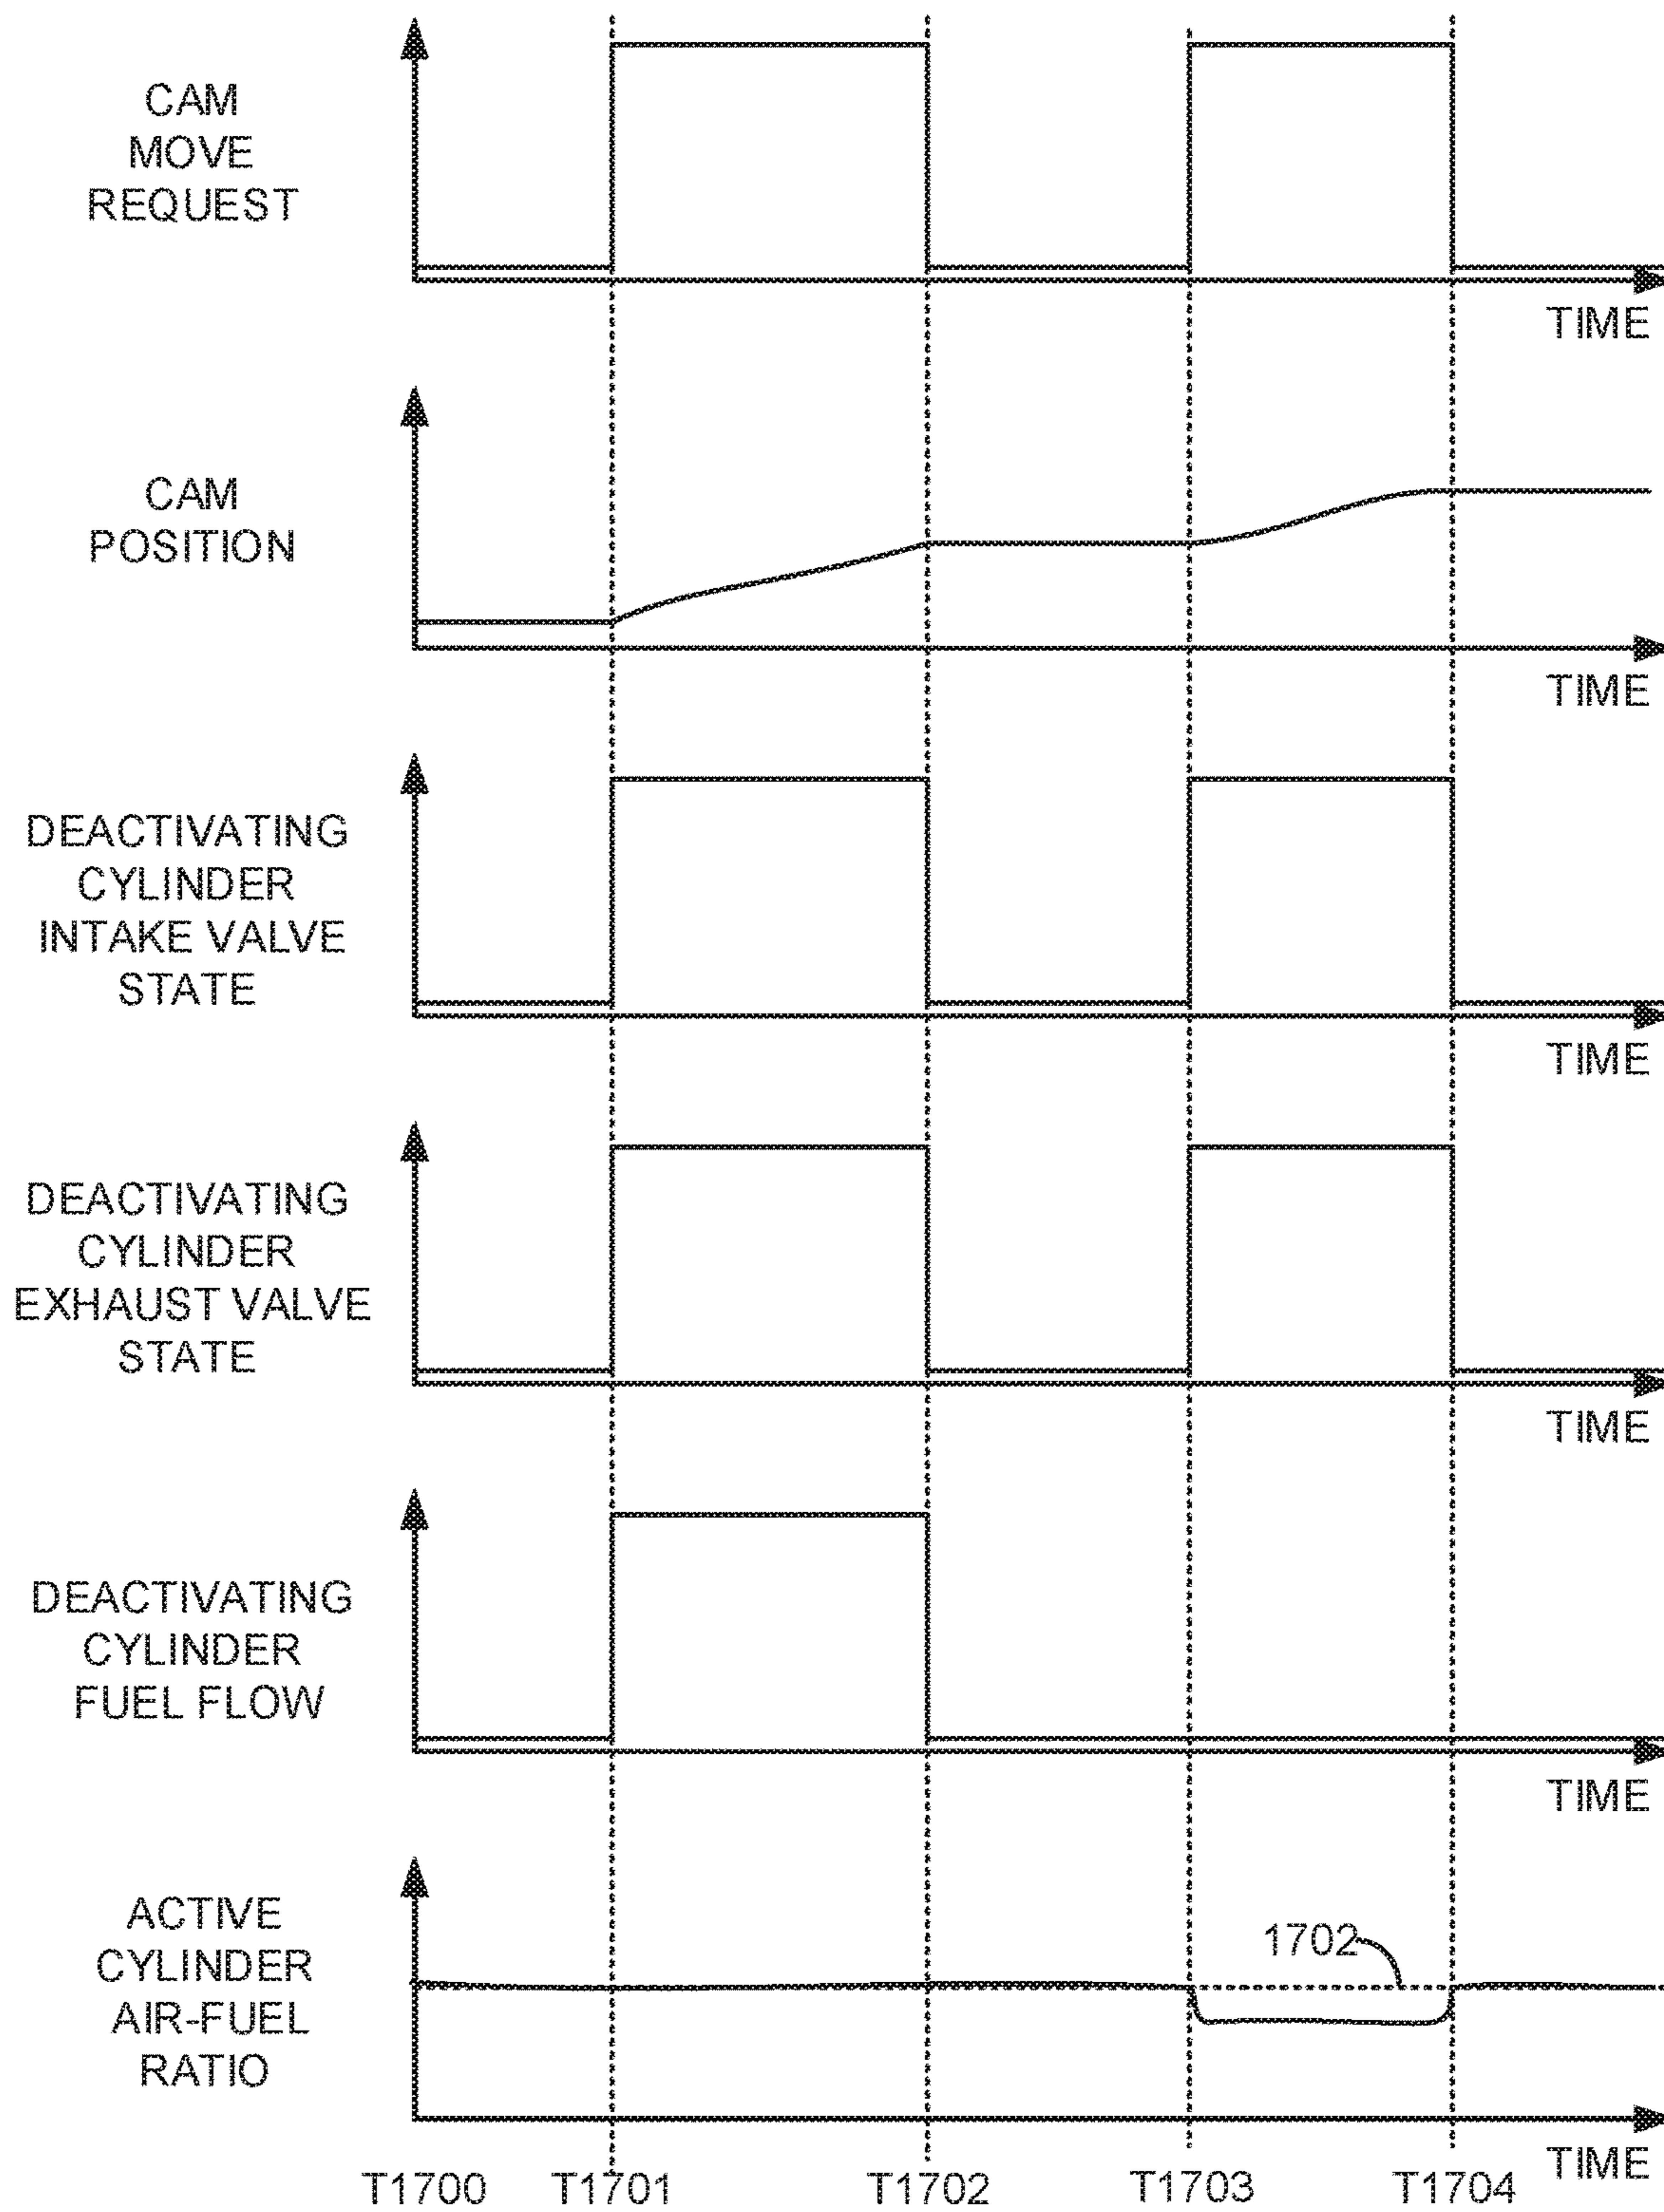 CAM
MOVE
REQUEST
TIME
CAM
POSITION
TIME
DEACTIVATING
CYLINDER
INTAKE VALVE
STATE
TIME
DEACTIVATING
CYLINDER
EXHAUST VALVE
STATE
TIME
DEACTIVATING
CYLINDER
FUEL FLOW
TIME
ACTIVE
CYLINDER
AIR-FUEL
RATIO
1702
TIME
T1700 T1701 T1702 T1703 T1704